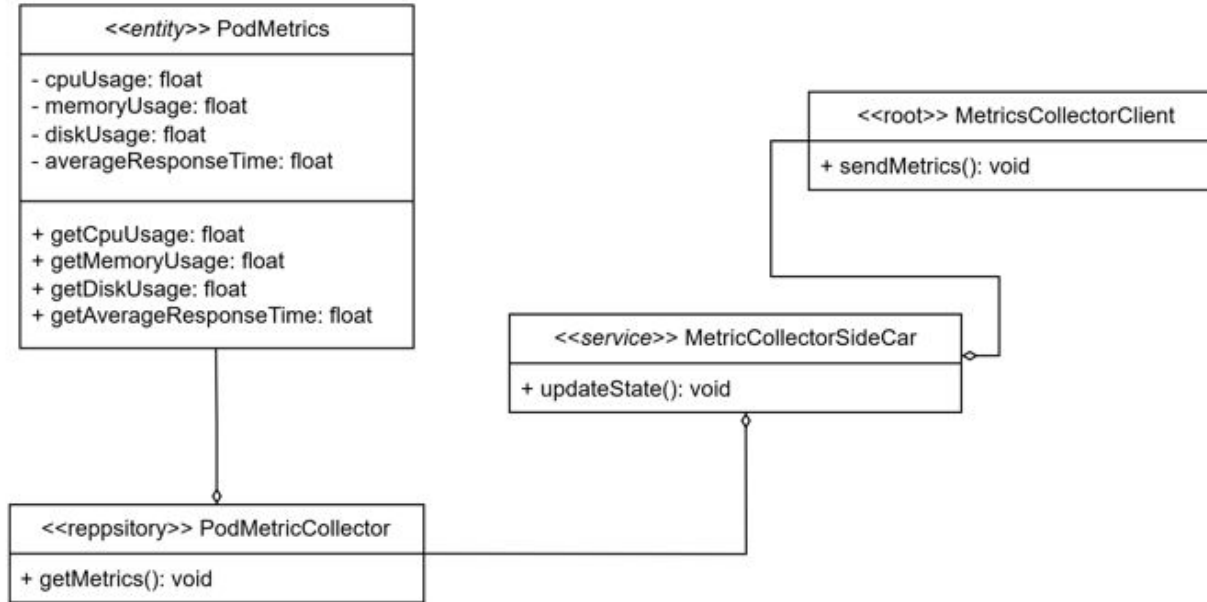 <<entity>> PodMetrics
- cpuUsage: float
- memoryUsage: float
- diskUsage: float
- averageResponseTime: float
+ getCpuUsage: float
+ getMemoryUsage: float
+ getDiskUsage: float
+ getAverageResponseTime: float
<<root>> MetricsCollectorClient
+ sendMetrics(): void
<<service>> MetricCollectorSideCar
+ updateState(): void
<<reppsitory>> PodMetricCollector
+ getMetrics(): void